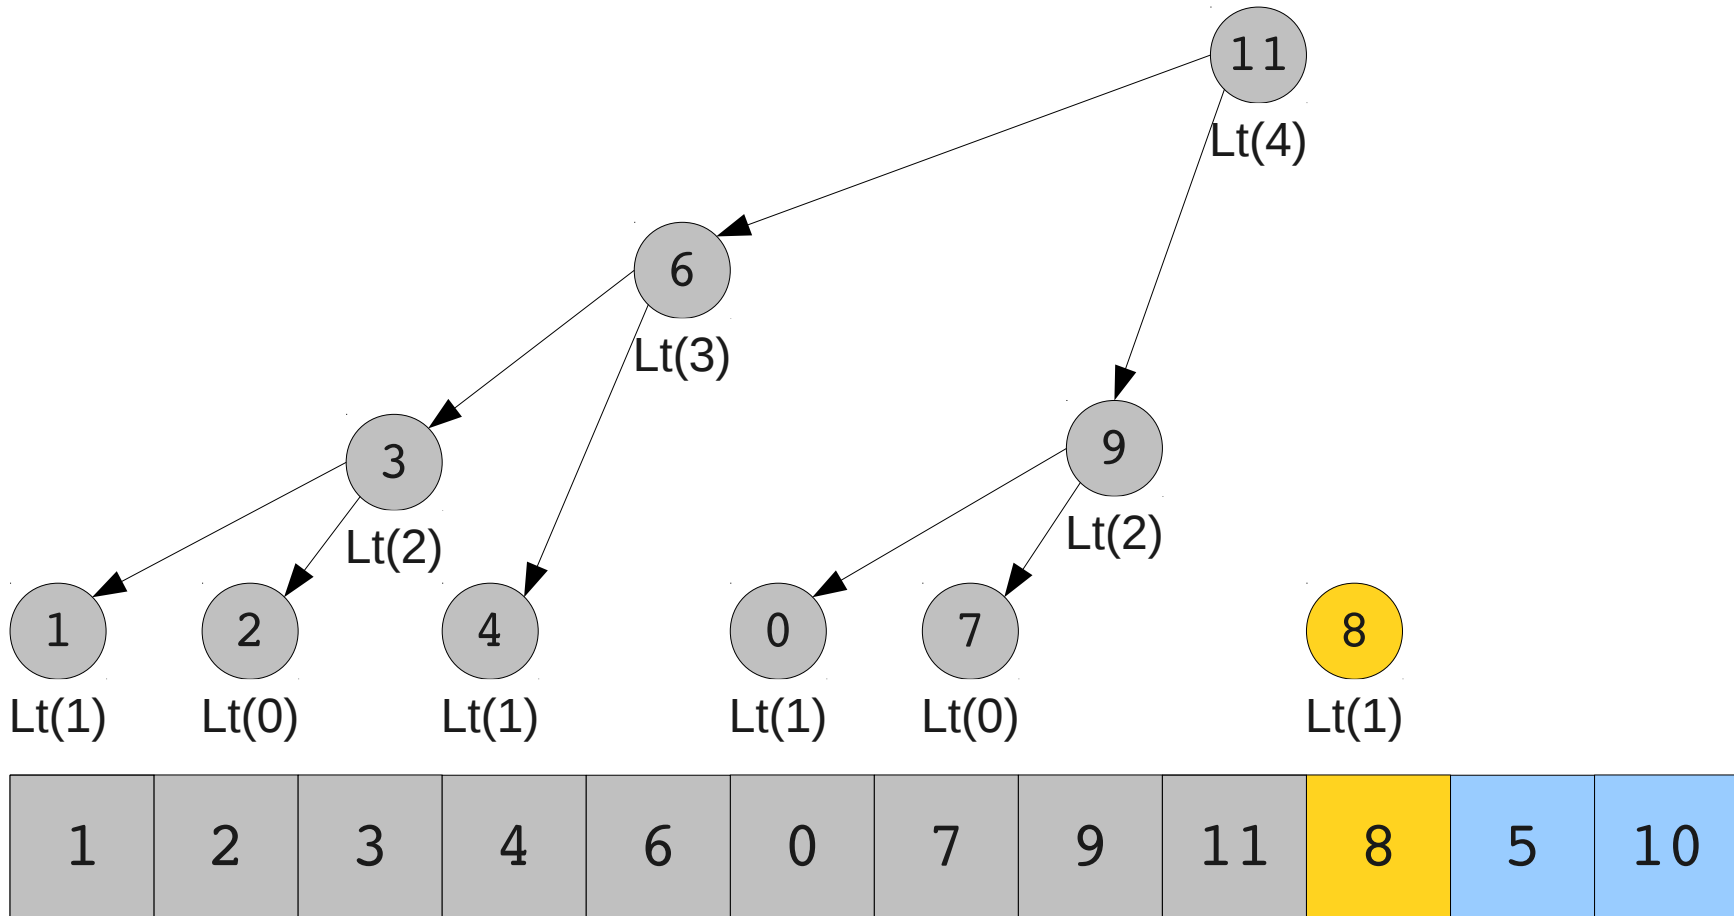 11
Lt(4)
6
Lt(3)
9
3
Lt(2)
Lt(2)
1 2 4 0 7 8
Lt(1) Lt(0) Lt(1) Lt(1) Lt(0) Lt(1)
1 2 3 4 6 0 7 9 11 8 5 10